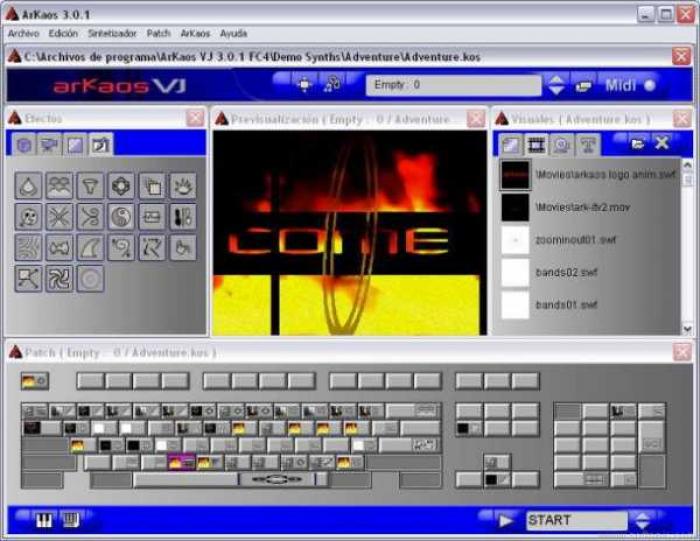 ArKaos 3.0.1
Archivo Edición Sintetizador Patch ArKaos Ayuda
C:\Archivos de programa\ArKaos VJ 3.0.1 FC4\Demo Synths\Adventure\Adventure.kos
arKaos VJ
Empty : 0
Midi
Efectos
Previsualización ( Empty : 0 / Adventure
Visuales ( Adventure.kos )
\Movies\arkaos logo anim.swf
\Movies\ark-itv2.mov
zoominout01.swf
bands02.swf
bands01.swf
come
Patch ( Empty : 0 / Adventure.kos )
START